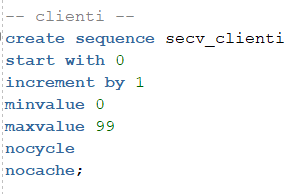 -- clienti --
create sequence secv_clienti
start with 0
increment by 1
minvalue 0
maxvalue 99
nocycle
nocache;